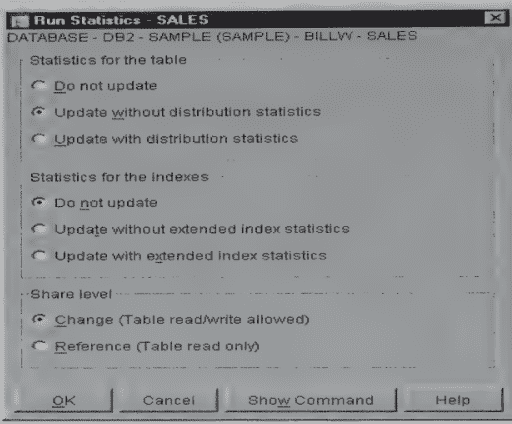 Run Statistics - SALES
DATABASE - DB2 - SAMPLE (SAMPLE) - BILLW - SALES
Statistics for the table
Do not update
Update without distribution statistics
Update with distribution statistics
Statistics for the indexes
Do not update
Update without extended index statistics
Update with extended index statistics
Share level
Change (Table read/write allowed)
Reference (Table read only)
OK Cancel Show Command Help